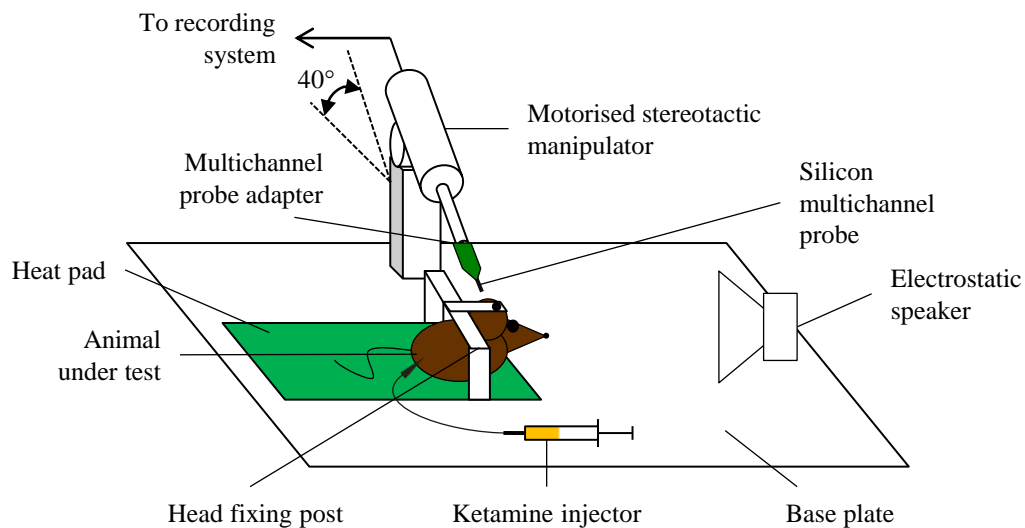 To recording
system
40°
Motorised stereotactic
manipulator
Multichannel
probe adapter
Silicon
multichannel
probe
Heat pad
Electrostatic
speaker
Animal
under test
Head fixing post
Ketamine injector
Base plate